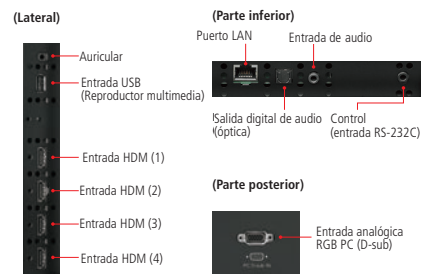 (Lateral)
Auricular
Entrada USB
(Reproductor multimedia)
Entrada HDM (1)
Entrada HDM (2)
Entrada HDM (3)
Entrada HDM (4)
(Parte inferior)
Puerto LAN
Entrada de audio
Salida digital de audio
(óptica)
Control
(entrada RS-232C)
(Parte posterior)
Entrada analógica
RGB PC (D-sub)